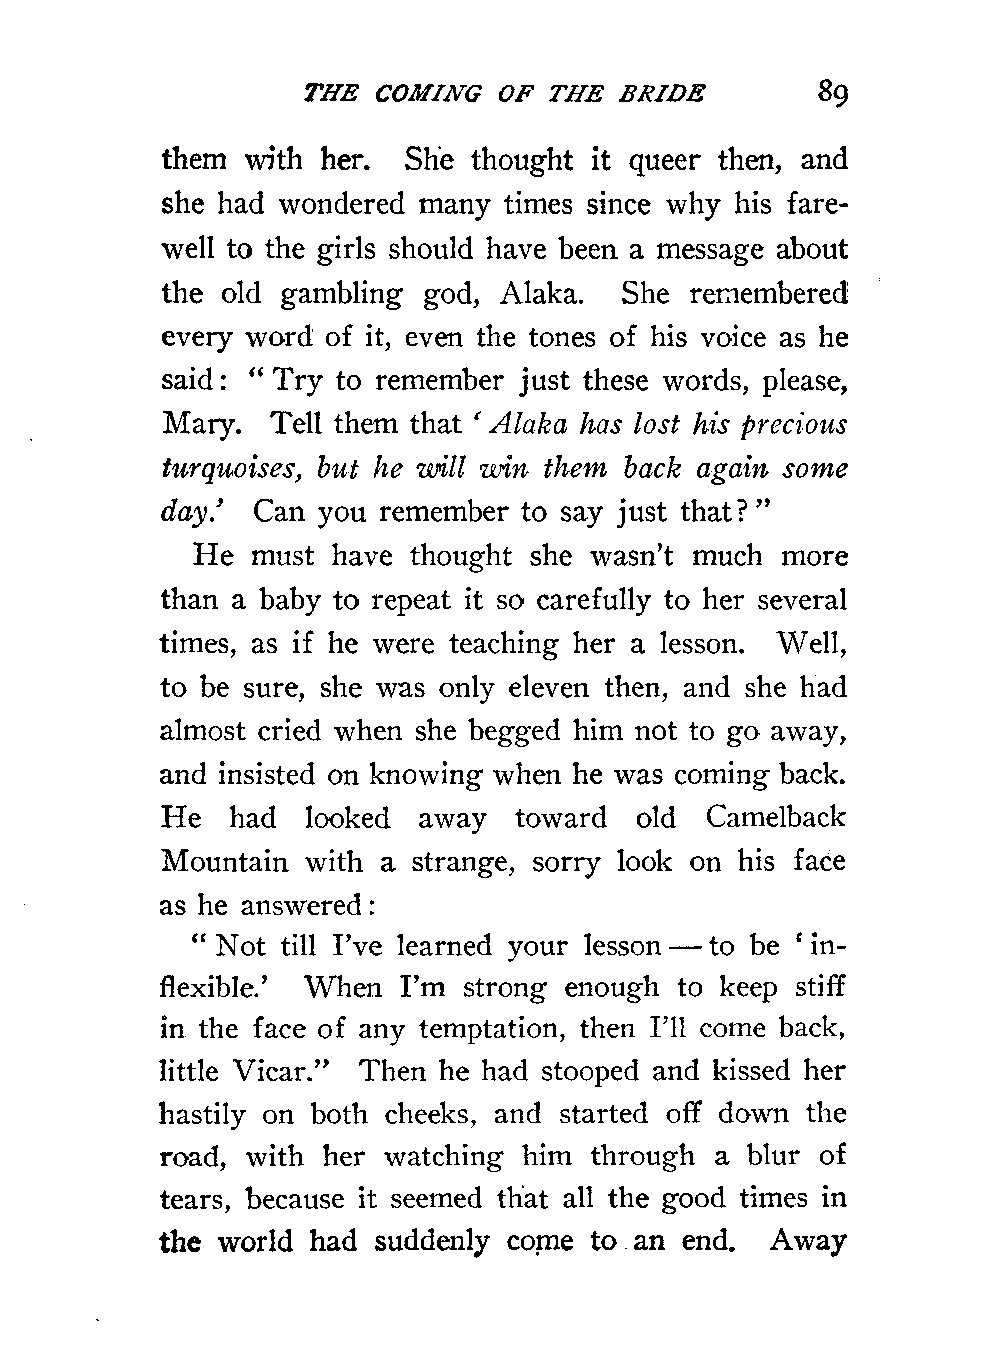 THE COMING OF THE BRIDE 89
them with her. She thought it queer then, and
she had wondered many times since why his fare-
well to the girls should have been a message about
the old gambling god, Alaka. She remembered
every word of it, even the tones of his voice as he
said: “Try to remember just these words, please,
Mary. Tell them that ‘Alaka has lost his precious
turquoises, but he will win them back again some
day.’ Can you remember to say just that?”
He must have thought she wasn’t much more
than a baby to repeat it so carefully to her several
times, as if he were teaching her a lesson. Well,
to be sure, she was only eleven then, and she had
almost cried when she begged him not to go away,
and insisted on knowing when he was coming back.
He had looked away toward old Camelback
Mountain with a strange, sorry look on his face
as he answered:
“Not till I’ve learned your lesson — to be ‘in-
flexible.’ When I’m strong enough to keep stiff
in the face of any temptation, then I’ll come back,
little Vicar.” Then he had stooped and kissed her
hastily on both cheeks, and started off down the
road, with her watching him through a blur of
tears, because it seemed that all the good times in
the world had suddenly come to an end. Away